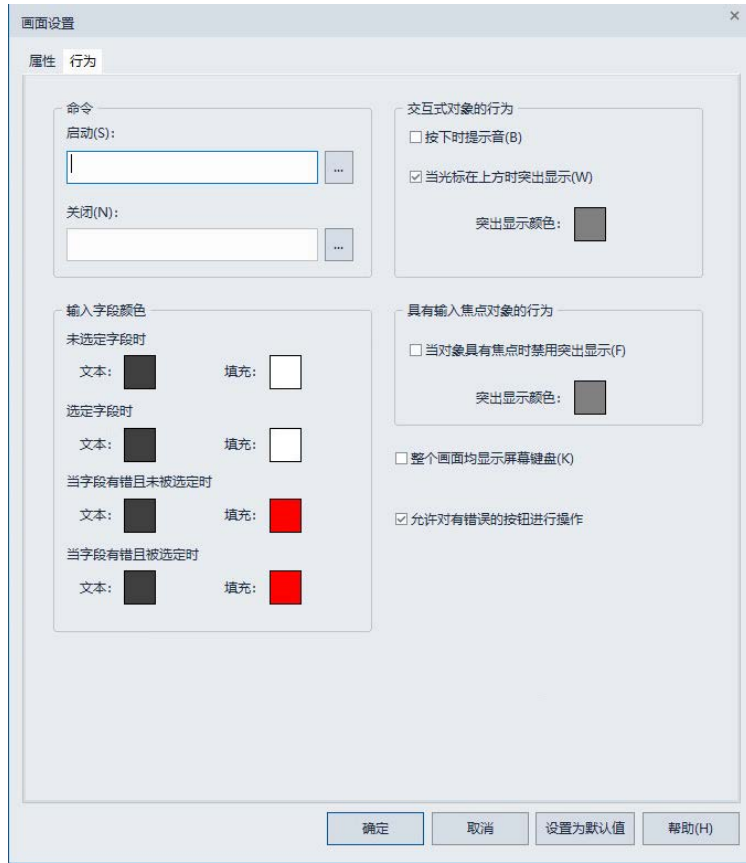 画面设置
属性 行为
命令
启动(S):
...
关闭(N):
...
交互式对象的行为
按下时提示音(B)
当光标在上方时突出显示(W)
突出显示颜色:
输入字段颜色
未选定字段时
文本: 填充:
选定字段时
文本: 填充:
当字段有错且未被选定时
文本: 填充:
当字段有错且被选定时
文本: 填充:
具有输入焦点对象的行为
当对象具有焦点时禁用突出显示(F)
突出显示颜色:
整个画面均显示屏幕键盘(K)
允许对有错误的按钮进行操作
确定 取消 设置为默认值 帮助(H)